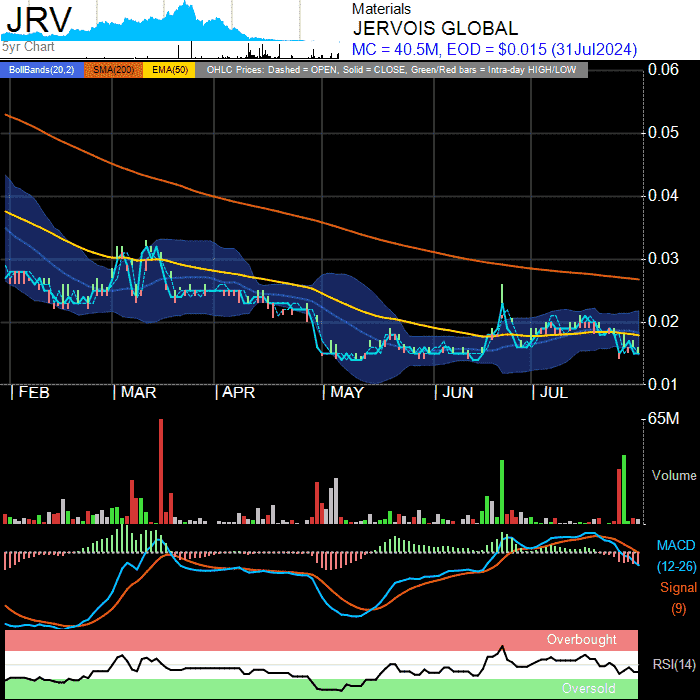 JRV
5yr Chart
Materials
JERVOIS GLOBAL
MC = 40.5M, EOD = $0.015 (31Jul2024)
BollBands(20,2) SMA(200) EMA(50) OHLC Prices: Dashed = OPEN, Solid = CLOSE, Green/Red bars = Intra-day HIGH/LOW
0.06
0.05
0.04
0.03
0.02
0.01
FEB MAR APR MAY JUN JUL
65M
Volume
MACD
(12-26)
Signal
(9)
Overbought
RSI(14)
Oversold